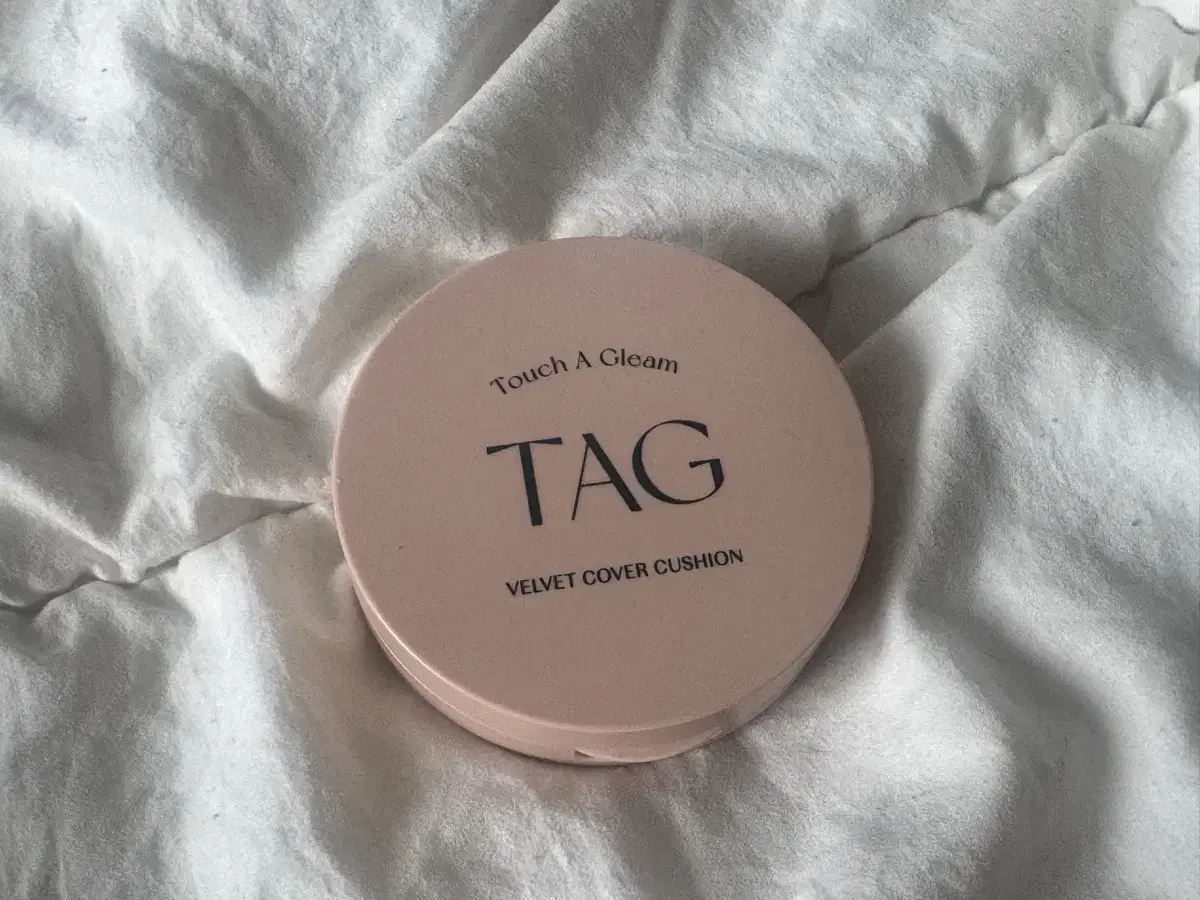 Touch A Gleam
TAG
VELVET COVER CUSHION